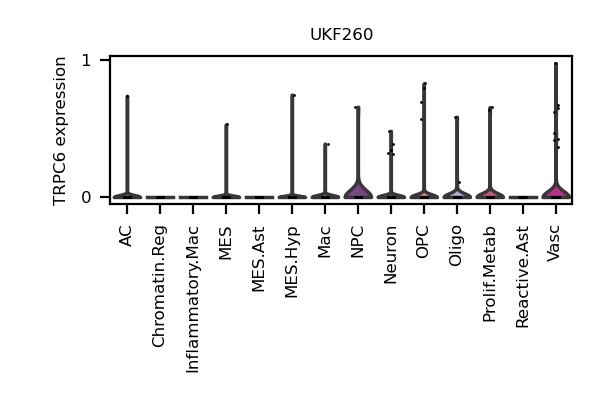 UKF260
TRPC6 expression
1
0
AC
Chromatin.Reg
Inflammatory.Mac
MES
MES.Ast
MES.Hyp
Mac
NPC
Neuron
OPC
Oligo
Prolif.Metab
Reactive.Ast
Vasc